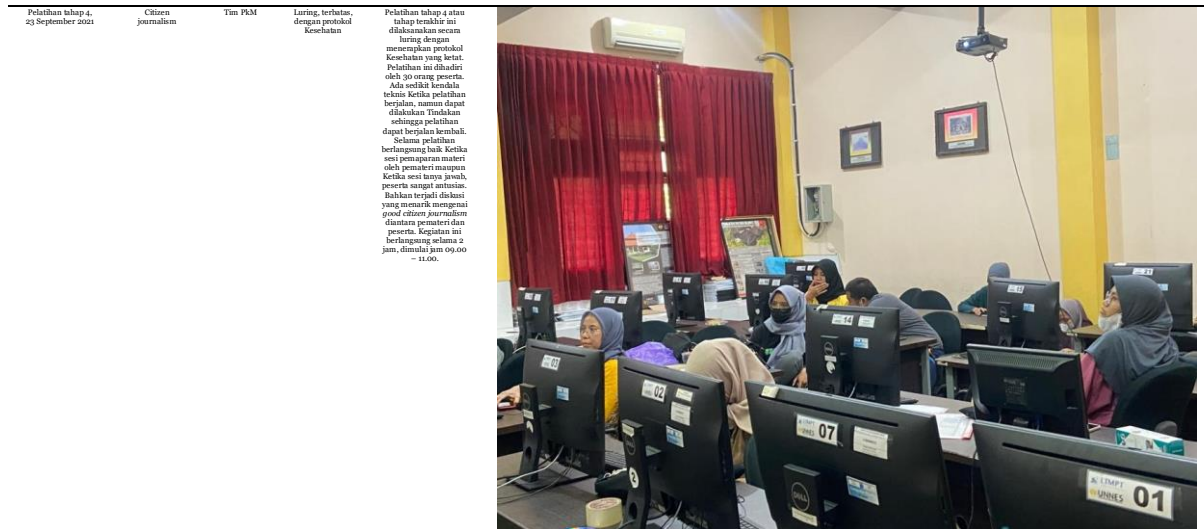 Pelatihan tahap 4,
23 September 2021
Citizen
journalism
Tim PkM
Luring, terbatas,
dengan protokol
Kesehatan
Pelatihan tahap 4 atau
tahap terakhir ini
dilaksanakan secara
luring dengan
menerapkan protokol
Kesehatan yang ketat.
Pelatihan ini dihadiri
oleh 30 orang peserta.
Ada sedikit kendala
teknis Ketika pelatihan
berjalan, namun dapat
dilakukan Tindakan
sehingga pelatihan
dapat berjalan kembali.
Selama pelatihan
berlangsung baik Ketika
sesi pemaparan materi
oleh pemateri maupun
Ketika sesi tanya jawab,
peserta sangat antusias.
Bahkan terjadi diskusi
yang menarik mengenai
good citizen journalism
diantara pemateri dan
peserta. Kegiatan ini
berlangsung selama 2
jam, dimulai jam 09.00
– 11.00.
21
15
14
03
02
UNNES 07
DELL
2
LTMPT
UNNES 01